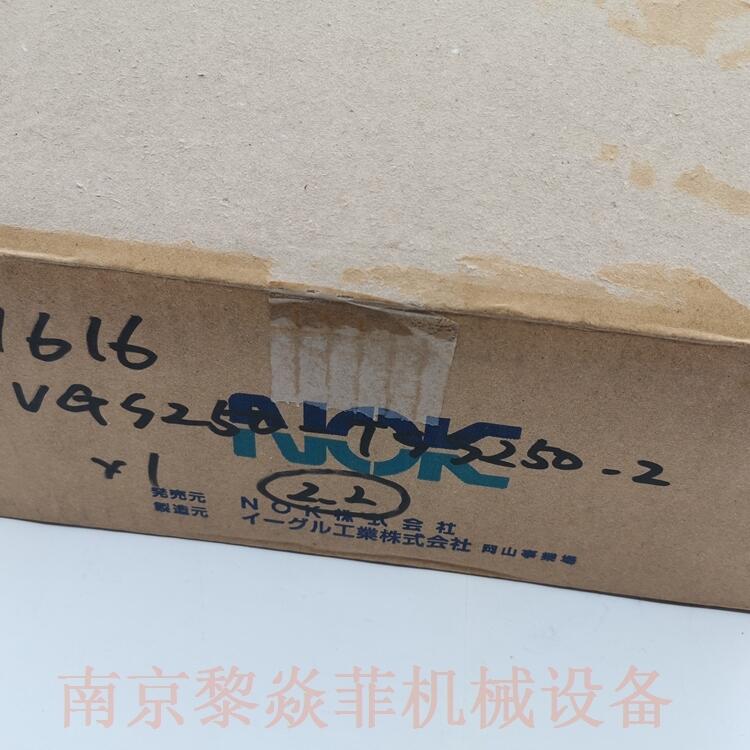 1616
VGS250-TSS250-2
x1
NOK
2-2
発売元 NOK株式会社
製造元 イーグル工業株式会社 岡山事業場
南京黎焱菲机械设备